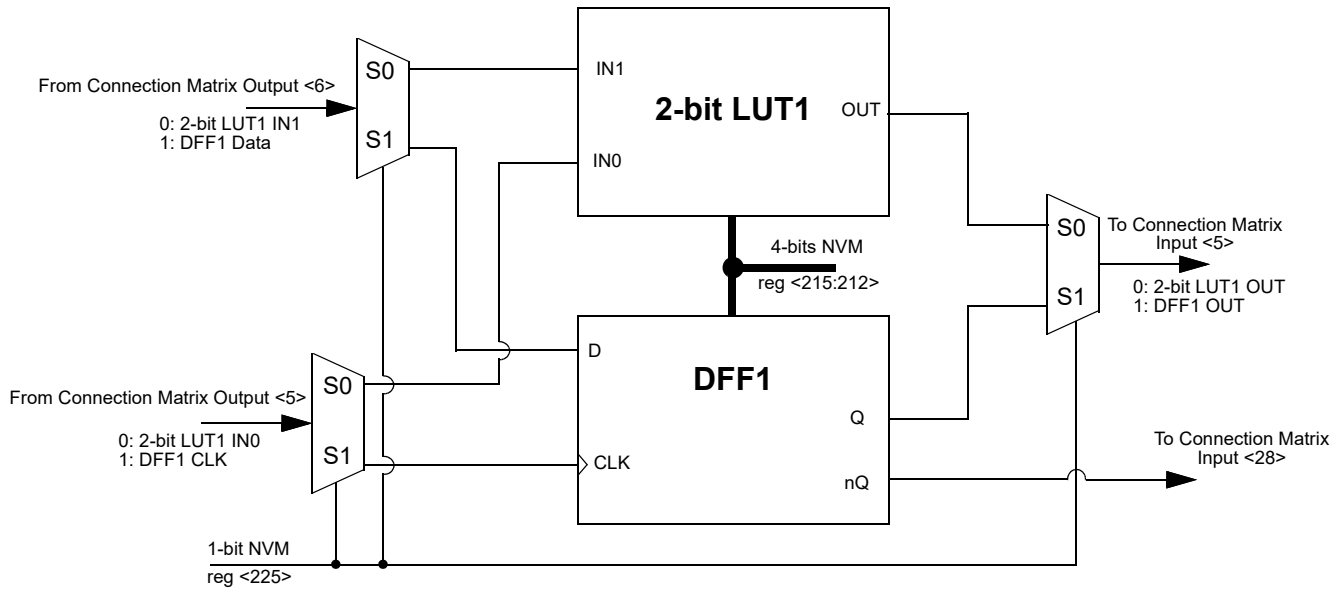 From Connection Matrix Output <6>
0: 2-bit LUT1 IN1
1: DFF1 Data
S0
S1
IN1
IN0
2-bit LUT1
OUT
4-bits NVM
reg <215:212>
S0
S1
To Connection Matrix
Input <5>
0: 2-bit LUT1 OUT
1: DFF1 OUT
From Connection Matrix Output <5>
0: 2-bit LUT1 IN0
1: DFF1 CLK
S0
S1
D
CLK
DFF1
Q
nQ
To Connection Matrix
Input <28>
1-bit NVM
reg <225>